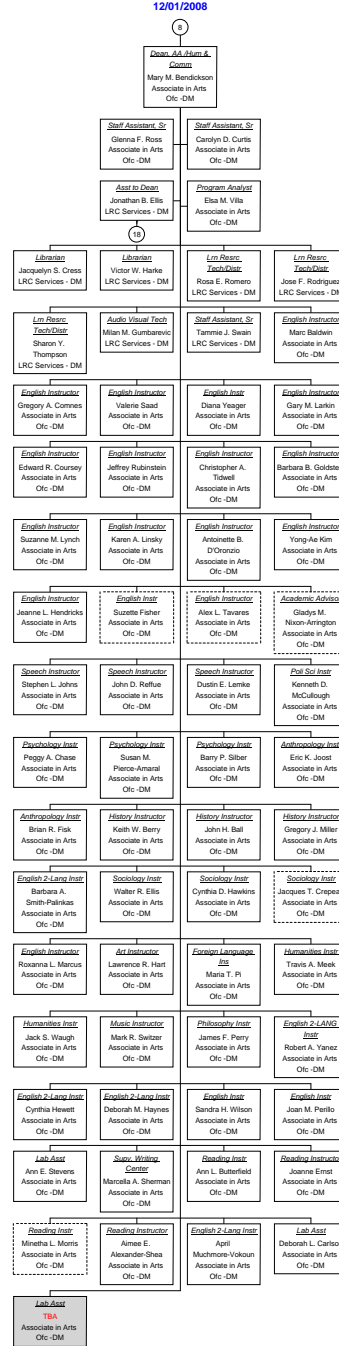 12/01/2008
8
Dean, AA /Hum &
Comm
Mary M. Bendickson
Associate in Arts
Ofc -DM
Staff Assistant, Sr
Glenna F. Ross
Associate in Arts
Ofc -DM
Staff Assistant, Sr
Carolyn D. Curtis
Associate in Arts
Ofc -DM
Asst to Dean
Jonathan B. Ellis
LRC Services - DM
Program Analyst
Elsa M. Villa
Associate in Arts
Ofc -DM
18
Librarian
Jacquelyn S. Cress
LRC Services - DM
Librarian
Victor W. Harke
LRC Services - DM
Lrn Resrc
Tech/Distr
Rosa E. Romero
LRC Services - DM
Lrn Resrc
Tech/Distr
Jose F. Rodriguez
LRC Services - DM
Lrn Resrc
Tech/Distr
Sharon Y.
Thompson
LRC Services - DM
Audio Visual Tech
Milan M. Gumbarevic
LRC Services - DM
Staff Assistant, Sr
Tammie J. Swain
LRC Services - DM
English Instructor
Marc Baldwin
Associate in Arts
Ofc -DM
English Instructor
Gregory A. Comnes
Associate in Arts
Ofc -DM
English Instructor
Valerie Saad
Associate in Arts
Ofc -DM
English Instr
Diana Yeager
Associate in Arts
Ofc -DM
English Instructor
Gary M. Larkin
Associate in Arts
Ofc -DM
English Instructor
Edward R. Coursey
Associate in Arts
Ofc -DM
English Instructor
Jeffrey Rubinstein
Associate in Arts
Ofc -DM
English Instructor
Christopher A.
Tidwell
Associate in Arts
Ofc -DM
English Instructor
Barbara B. Goldste
Associate in Arts
Ofc -DM
English Instructor
Suzanne M. Lynch
Associate in Arts
Ofc -DM
English Instructor
Karen A. Linsky
Associate in Arts
Ofc -DM
English Instructor
Antoinette B.
D'Oronzio
Associate in Arts
Ofc -DM
English Instructor
Yong-Ae Kim
Associate in Arts
Ofc -DM
English Instructor
Jeanne L. Hendricks
Associate in Arts
Ofc -DM
English Instr
Suzette Fisher
Associate in Arts
Ofc -DM
English Instructor
Alex L. Tavares
Associate in Arts
Ofc -DM
Academic Advisor
Gladys M.
Nixon-Arrington
Associate in Arts
Ofc -DM
Speech Instructor
Stephen L. Johns
Associate in Arts
Ofc -DM
Speech Instructor
John D. Reffue
Associate in Arts
Ofc -DM
Speech Instructor
Dustin E. Lemke
Associate in Arts
Ofc -DM
Poli Sci Instr
Kenneth D.
McCullough
Associate in Arts
Ofc -DM
Psychology Instr
Peggy A. Chase
Associate in Arts
Ofc -DM
Psychology Instr
Susan M.
Pierce-Amaral
Associate in Arts
Ofc -DM
Psychology Instr
Barry P. Silber
Associate in Arts
Ofc -DM
Anthropology Inst
Eric K. Joost
Associate in Arts
Ofc -DM
Anthropology Instr
Brian R. Fisk
Associate in Arts
Ofc -DM
History Instructor
Keith W. Berry
Associate in Arts
Ofc -DM
History Instructor
John H. Ball
Associate in Arts
Ofc -DM
History Instructor
Gregory J. Miller
Associate in Arts
Ofc -DM
English 2-Lang Instr
Barbara A.
Smith-Palinkas
Associate in Arts
Ofc -DM
Sociology Instr
Walter R. Ellis
Associate in Arts
Ofc -DM
Sociology Instr
Cynthia D. Hawkins
Associate in Arts
Ofc -DM
Sociology Instr
Jacques T. Crepea
Associate in Arts
Ofc -DM
English Instructor
Roxanna L. Marcus
Associate in Arts
Ofc -DM
Art Instructor
Lawrence R. Hart
Associate in Arts
Ofc -DM
Foreign Language
Ins
Maria T. Pi
Associate in Arts
Ofc -DM
Humanities Instr
Travis A. Meek
Associate in Arts
Ofc -DM
Humanities Instr
Jack S. Waugh
Associate in Arts
Ofc -DM
Music Instructor
Mark R. Switzer
Associate in Arts
Ofc -DM
Philosophy Instr
James F. Perry
Associate in Arts
Ofc -DM
English 2-LANG
Instr
Robert A. Yanez
Associate in Arts
Ofc -DM
English 2-Lang Instr
Cynthia Hewett
Associate in Arts
Ofc -DM
English 2-Lang Instr
Deborah M. Haynes
Associate in Arts
Ofc -DM
English Instr
Sandra H. Wilson
Associate in Arts
Ofc -DM
English Instr
Joan M. Perillo
Associate in Arts
Ofc -DM
Lab Asst
Ann E. Stevens
Associate in Arts
Ofc -DM
Supv, Writing
Center
Marcella A. Sherman
Associate in Arts
Ofc -DM
Reading Instr
Ann L. Butterfield
Associate in Arts
Ofc -DM
Reading Instructo
Joanne Ernst
Associate in Arts
Ofc -DM
Reading Instr
Minetha L. Morris
Associate in Arts
Ofc -DM
Reading Instructor
Aimee E.
Alexander-Shea
Associate in Arts
Ofc -DM
English 2-Lang Instr
April
Muchmore-Vokoun
Associate in Arts
Ofc -DM
Lab Asst
Deborah L. Carlso
Associate in Arts
Ofc -DM
Lab Asst
TBA
Associate in Arts
Ofc -DM